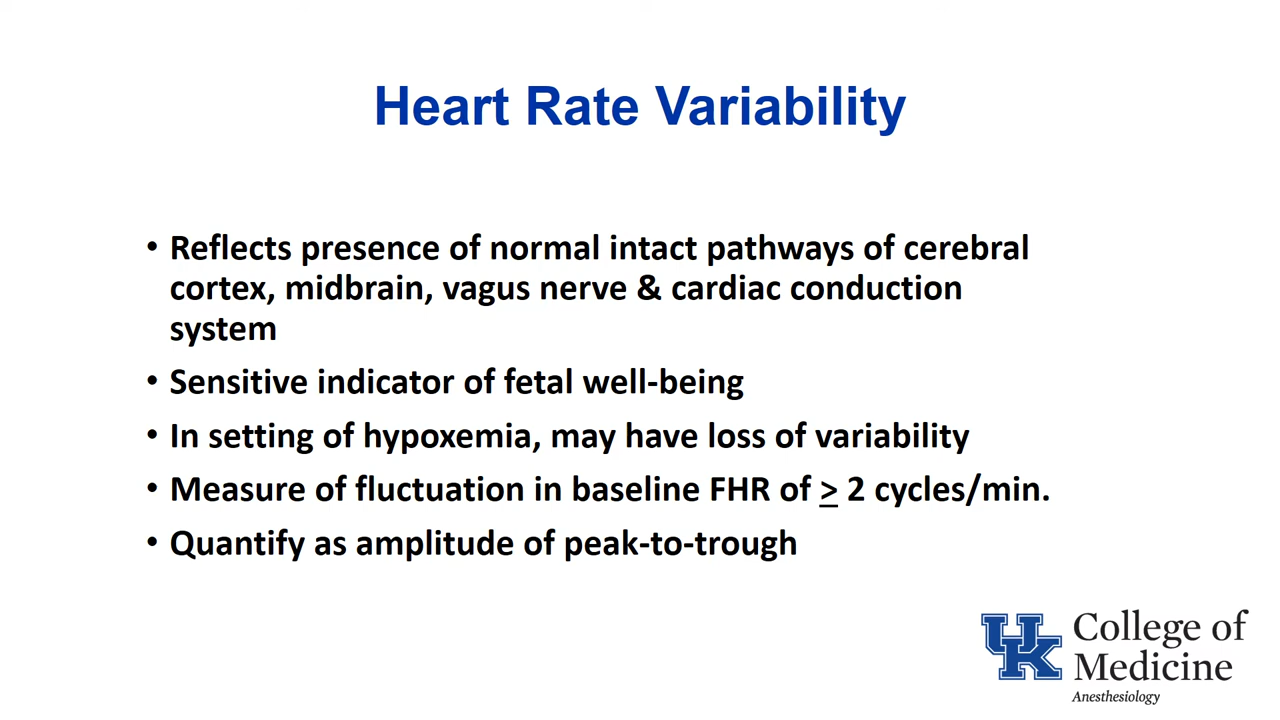 Heart Rate Variability
• Reflects presence of normal intact pathways of cerebral
cortex, midbrain, vagus nerve & cardiac conduction
system
• Sensitive indicator of fetal well-being
• In setting of hypoxemia, may have loss of variability
• Measure of fluctuation in baseline FHR of ≥ 2 cycles/min.
• Quantify as amplitude of peak-to-trough
UK
College of
Medicine
Anesthesiology